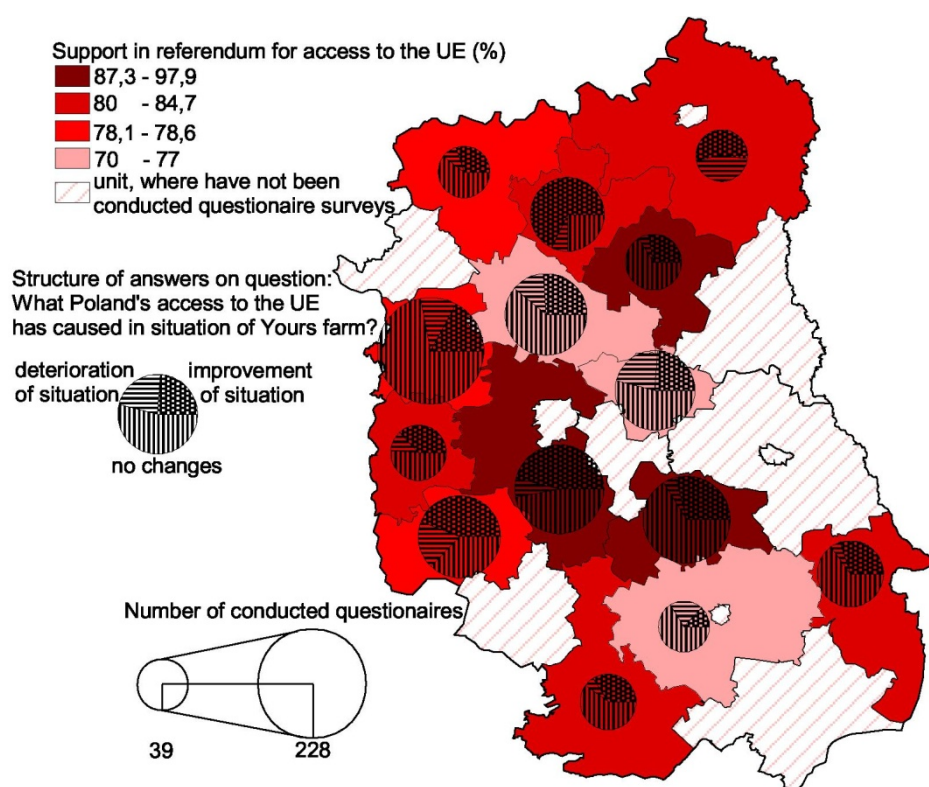 Support in referendum for access to the UE (%)
87,3 - 97,9
80 - 84,7
78,1 - 78,6
70 - 77
unit, where have not been
conducted questionaire surveys
Structure of answers on question:
What Poland's access to the UE
has caused in situation of Yours farm?
deterioration improvement
of situation of situation
no changes
Number of conducted questionaires
39 228